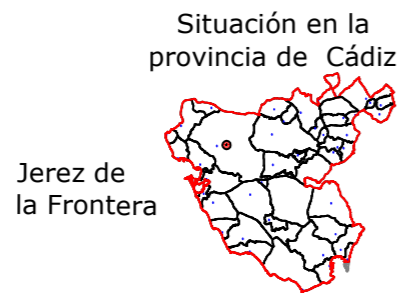 Situación en la
provincia de Cádiz
Jerez de
la Frontera